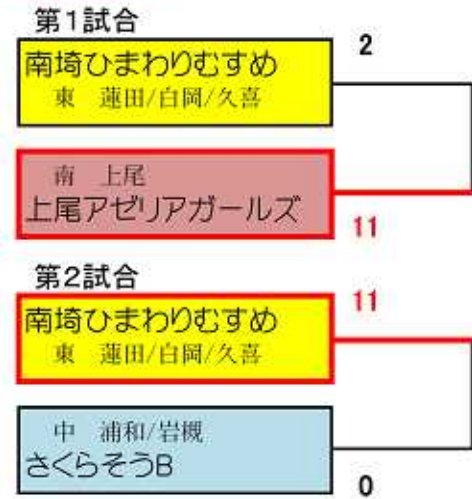 第1試合
2
南埼ひまわりむすめ
東　蓮田/白岡/久喜
南　上尾
上尾アゼリアガールズ
11
第2試合
11
南埼ひまわりむすめ
東　蓮田/白岡/久喜
中　浦和/岩槻
さくらそうB
0